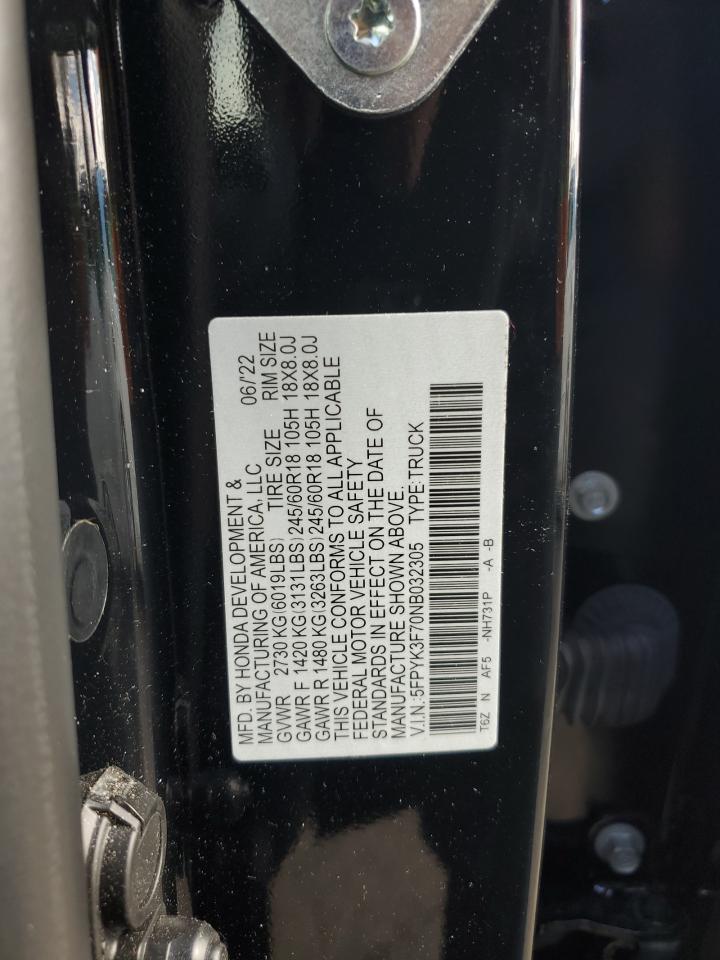 MFD. BY HONDA DEVELOPMENT &
MANUFACTURING OF AMERICA, LLC 06/'22
GVWR 2730 KG(6019LBS) TIRE SIZE RIM SIZE
GAWR F 1420 KG(3131LBS)245/60R18 105H 18X8.0J
GAWR R 1480 KG(3263LBS)245/60R18 105H 18X8.0J
THIS VEHICLE CONFORMS TO ALL APPLICABLE
FEDERAL MOTOR VEHICLE SAFETY
STANDARDS IN EFFECT ON THE DATE OF
MANUFACTURE SHOWN ABOVE.
V.I.N.:5FPYK3F70NB032305 TYPE:TRUCK
T6Z N AF5 -NH731P -A -B